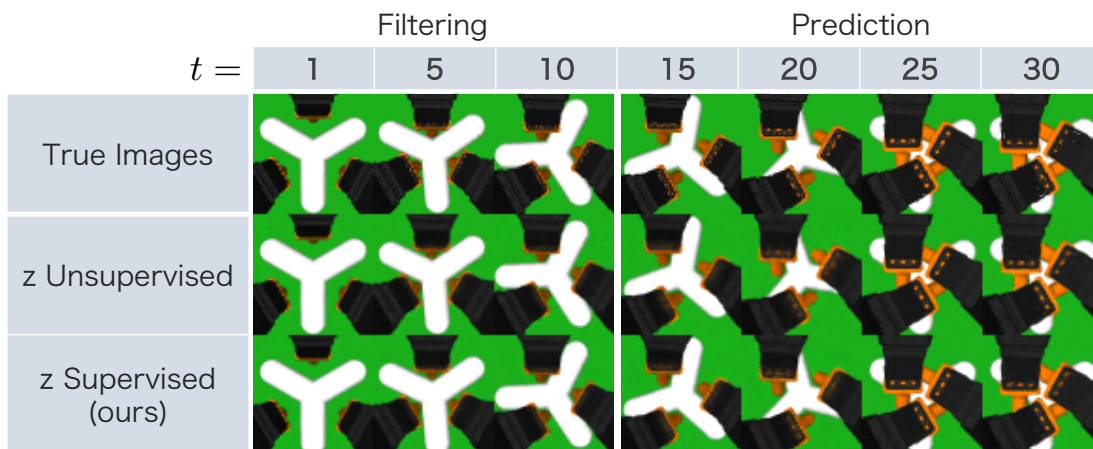 Filtering Prediction
t = 1 5 10 15 20 25 30
True Images
z Unsupervised
z Supervised
(ours)